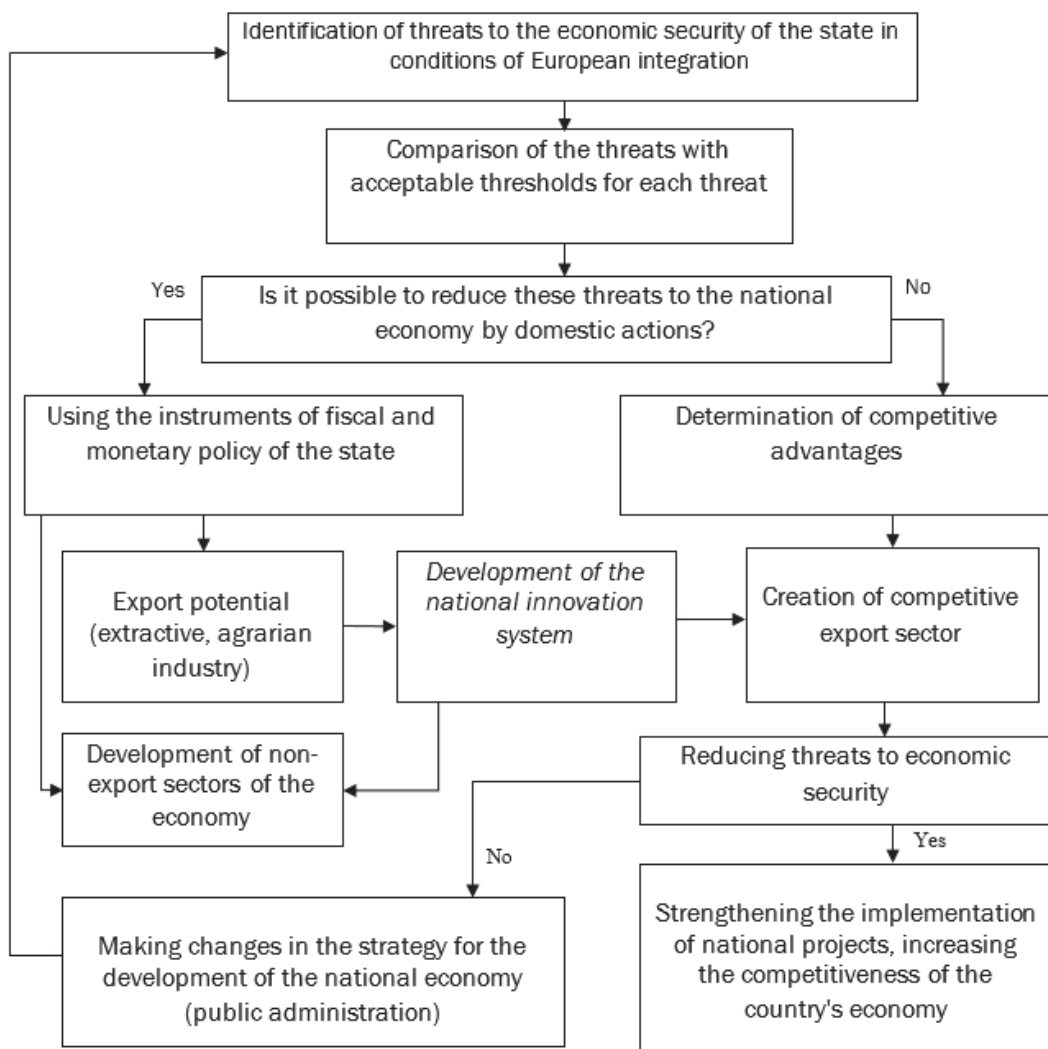 Identification of threats to the economic security of the state in
conditions of European integration
Comparison of the threats with
acceptable thresholds for each threat
Yes
Is it possible to reduce these threats to the national
economy by domestic actions?
No
Using the instruments of fiscal and
monetary policy of the state
Determination of competitive
advantages
Export potential
(extractive, agrarian
industry)
Development of the
national innovation
system
Creation of competitive
export sector
Development of non-
export sectors of the
economy
Reducing threats to economic
security
No
Yes
Making changes in the strategy for the
development of the national economy
(public administration)
Strengthening the implementation
of national projects, increasing
the competitiveness of the
country's economy